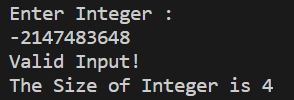 Enter Integer :
-2147483648
Valid Input!
The Size of Integer is 4